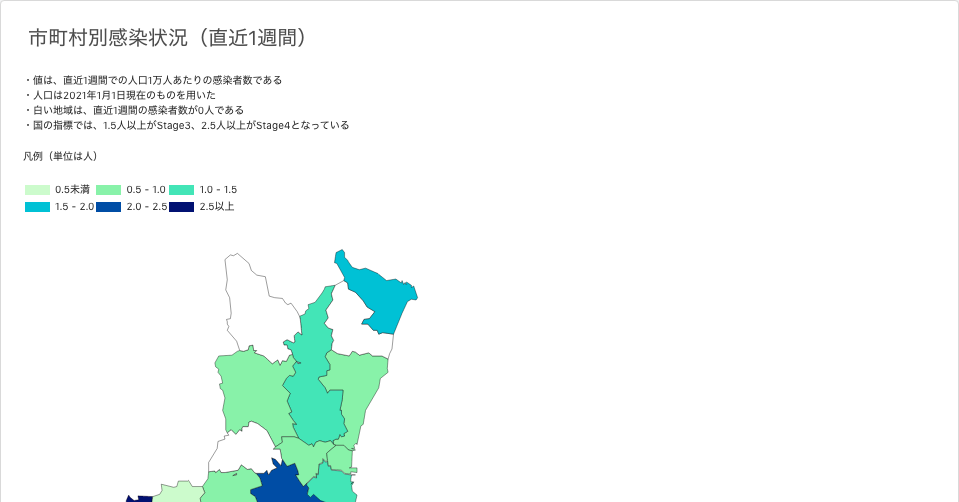 市町村別感染状況（直近1週間）
・値は、直近1週間での人口1万人あたりの感染者数である
・人口は2021年1月1日現在のものを用いた
・白い地域は、直近1週間の感染者数が0人である
・国の指標では、1.5人以上がStage3、2.5人以上がStage4となっている
凡例（単位は人）
0.5未満 0.5 - 1.0 1.0 - 1.5
1.5 - 2.0 2.0 - 2.5 2.5以上